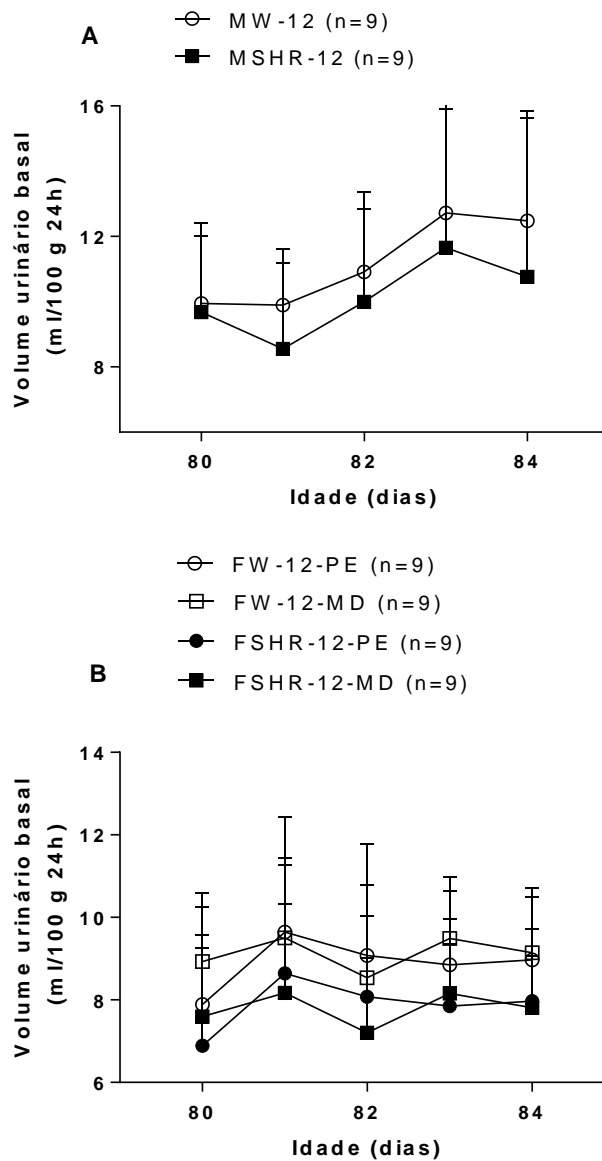 A
MW-12 (n=9)
MSHR-12 (n=9)
Volume urinário basal
(ml/100 g 24h)
16
12
8
80 82 84
Idade (dias)
FW-12-PE (n=9)
FW-12-MD (n=9)
FSHR-12-PE (n=9)
FSHR-12-MD (n=9)
B
Volume urinário basal
(ml/100 g 24h)
14
12
10
8
6
80 82 84
Idade (dias)